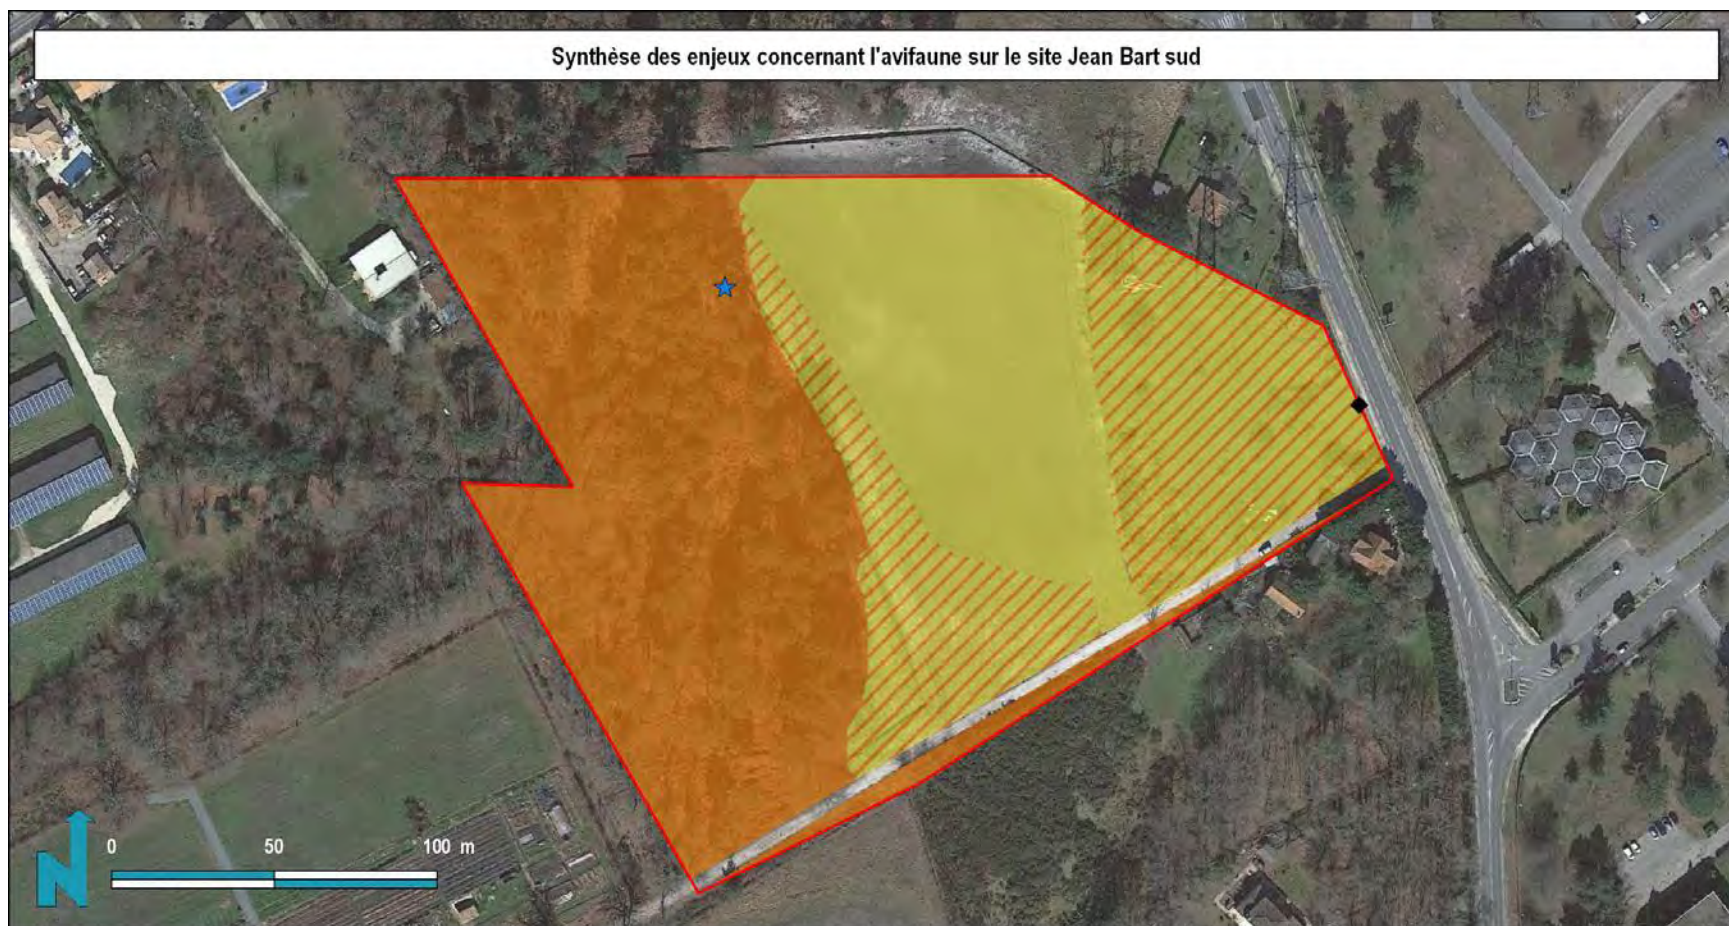 Synthèse des enjeux concernant l'avifaune sur le site Jean Bart sud
N
0 50 100 m